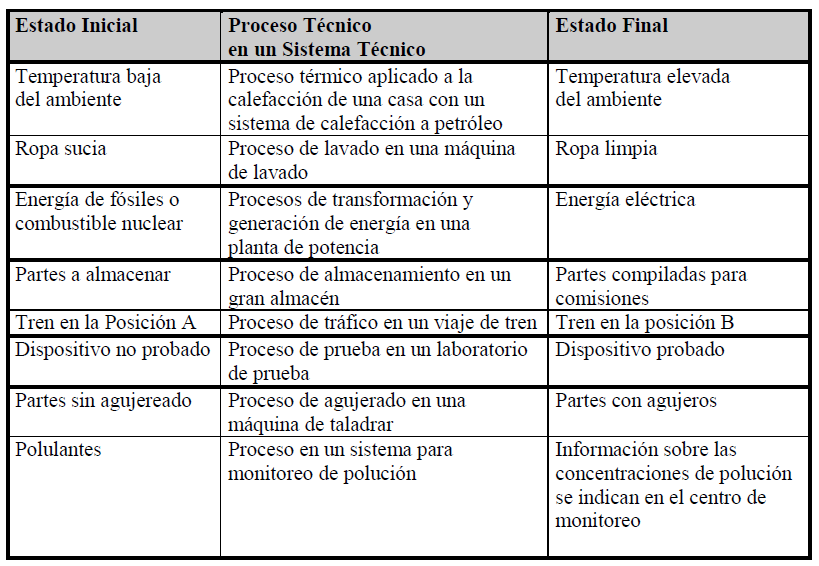 Estado Inicial
Proceso Técnico
en un Sistema Técnico
Estado Final
Temperatura baja
del ambiente
Proceso térmico aplicado a la
calefacción de una casa con un
sistema de calefacción a petróleo
Temperatura elevada
del ambiente
Ropa sucia
Proceso de lavado en una máquina
de lavado
Ropa limpia
Energía de fósiles o
combustible nuclear
Procesos de transformación y
generación de energía en una
planta de potencia
Energía eléctrica
Partes a almacenar
Proceso de almacenamiento en un
gran almacén
Partes compiladas para
comisiones
Tren en la Posición A
Proceso de tráfico en un viaje de tren
Tren en la posición B
Dispositivo no probado
Proceso de prueba en un laboratorio
de prueba
Dispositivo probado
Partes sin agujereado
Proceso de agujerado en una
máquina de taladrar
Partes con agujeros
Polulantes
Proceso en un sistema para
monitoreo de polución
Información sobre las
concentraciones de polución
se indican en el centro de
monitoreo